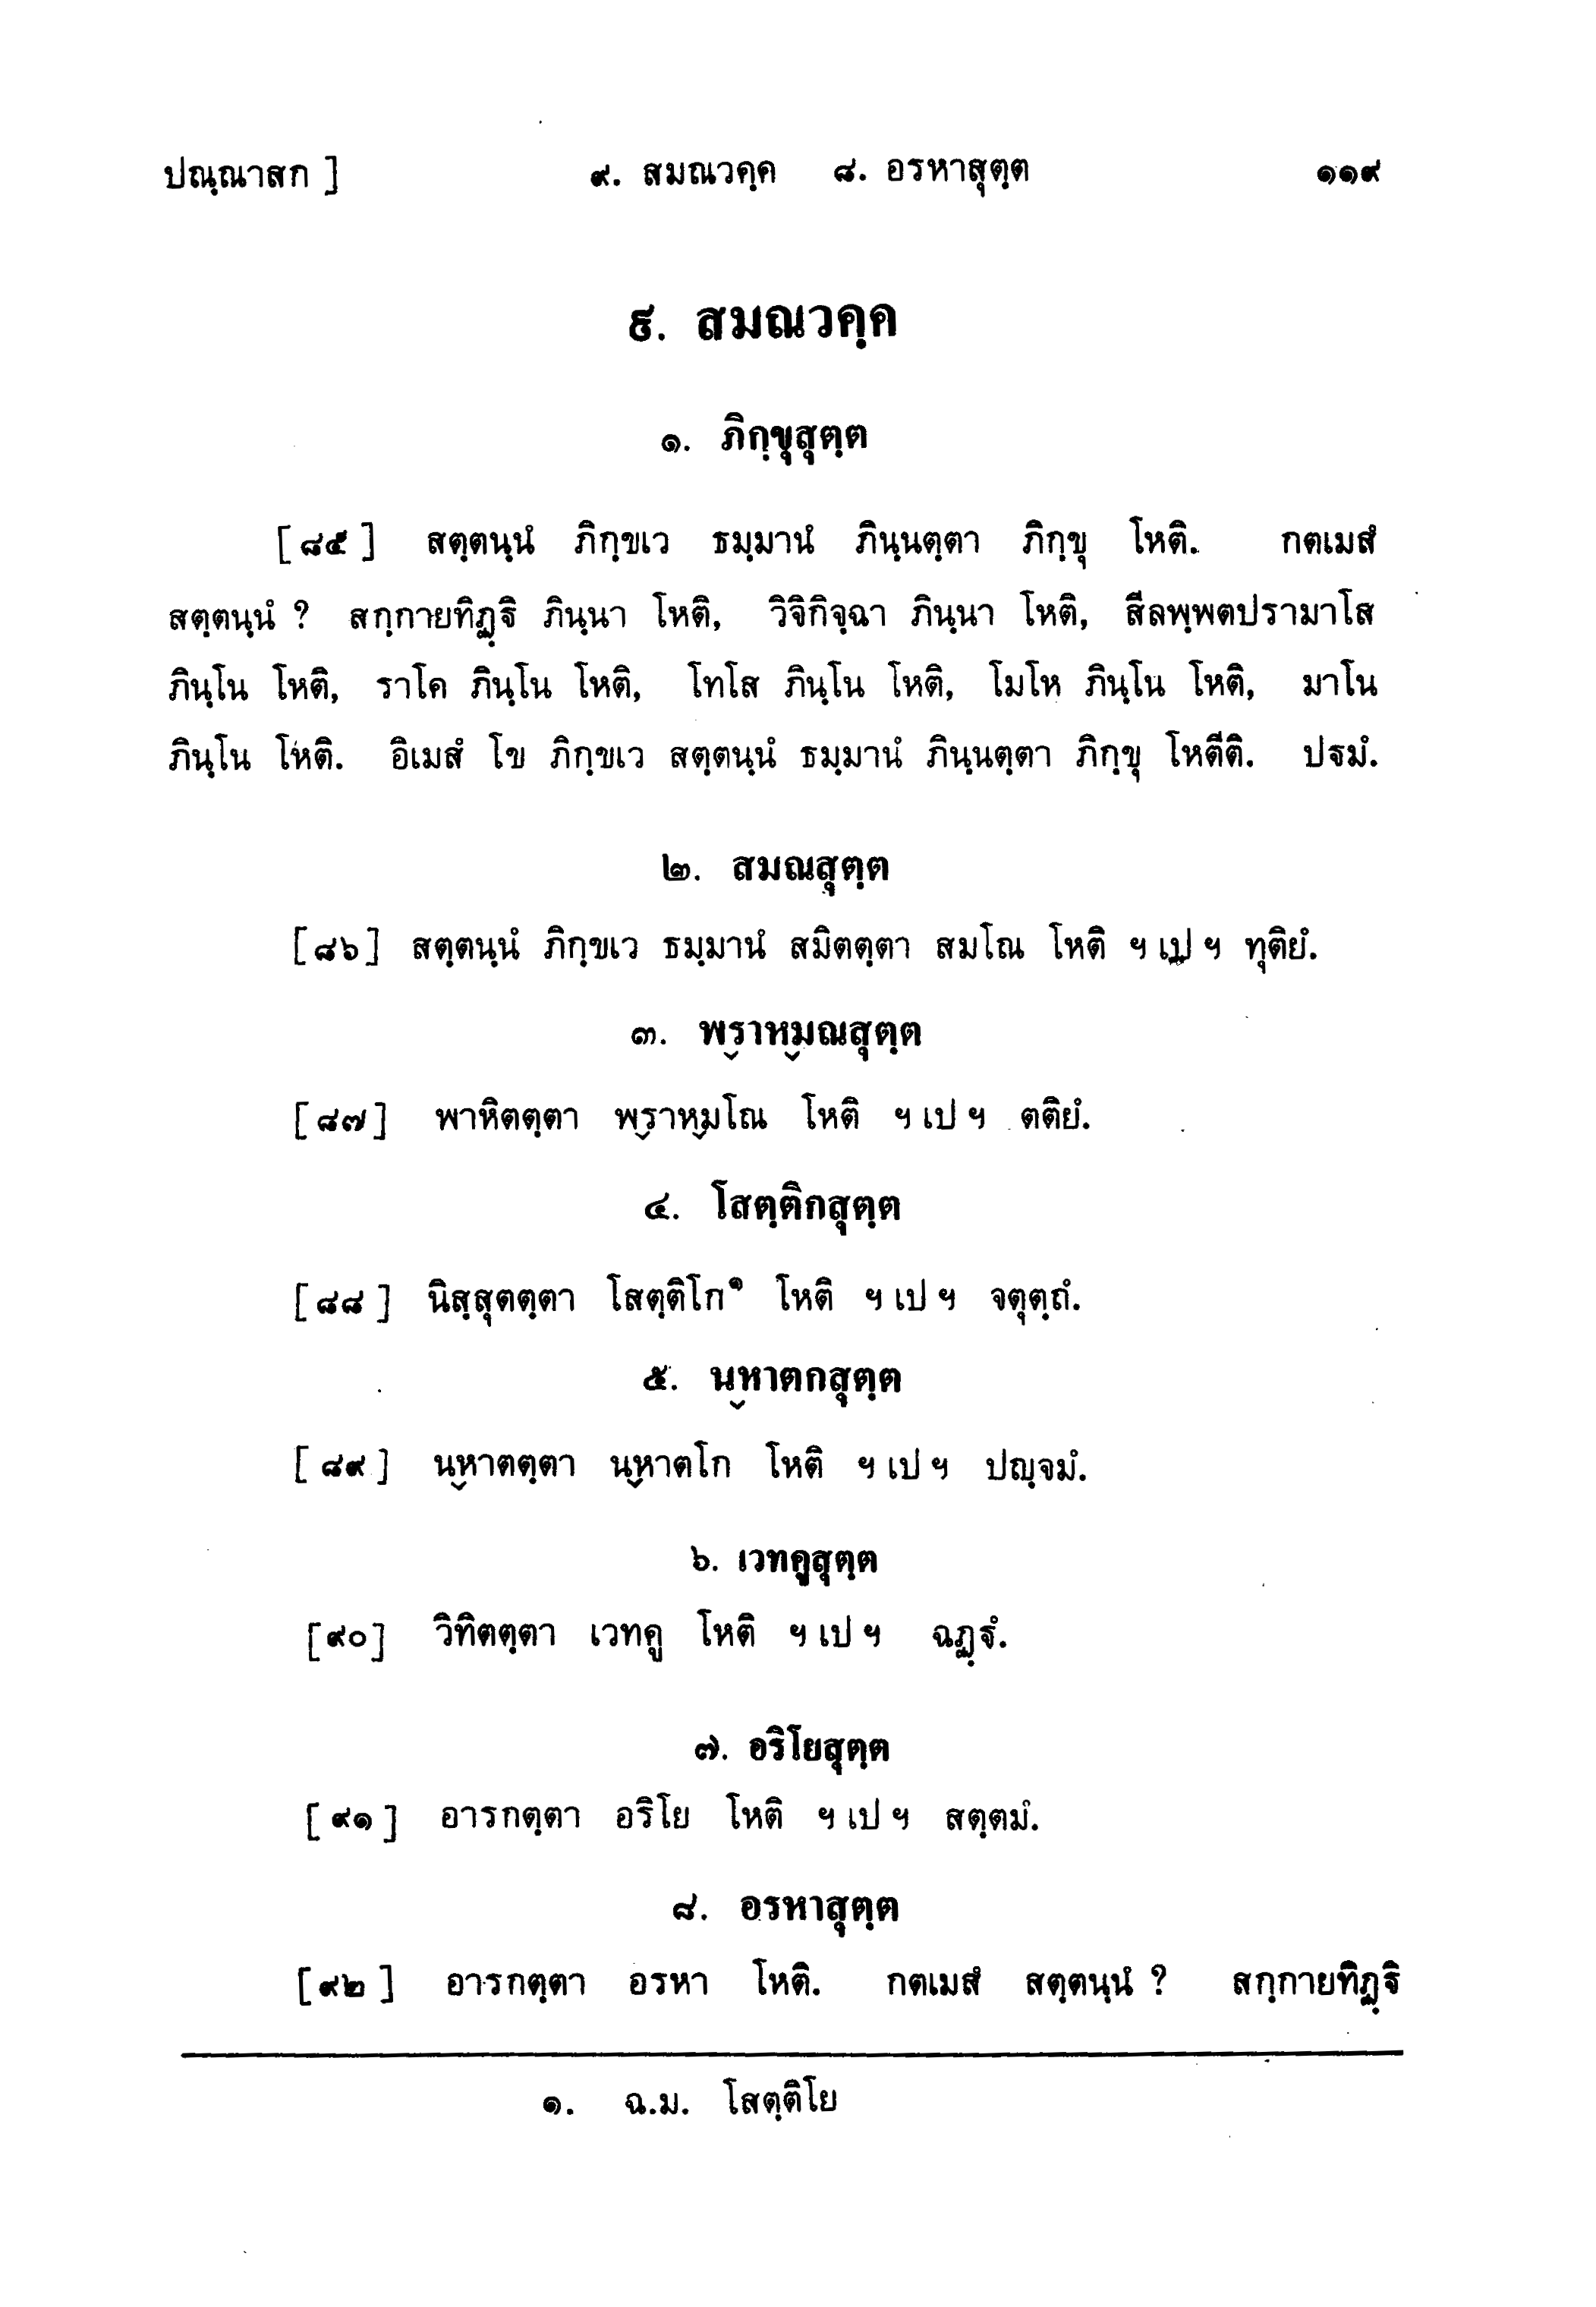 ปณฺณาสก ] ๙. สมณวคฺค ๘. อรหาสุตฺต ๑๑๙
๙. สมณวคฺค
๑. ภิกฺขุสุตฺต
[ ๘๕ ] สตฺตนฺนํ ภิกฺขเว ธมฺมานํ ภินฺนตฺตา ภิกฺขุ โหติ. กตเมสํ
สตฺตนฺนํ ? สกฺกายทิฏฺฐิ ภินฺนา โหติ, วิจิกิจฺฉา ภินฺนา โหติ, สีลพฺพตปรามาโส
ภินฺโน โหติ, ราโค ภินฺโน โหติ, โทโส ภินฺโน โหติ, โมโห ภินฺโน โหติ, มาโน
ภินฺโน โหติ. อิเมสํ โข ภิกฺขเว สตฺตนฺนํ ธมฺมานํ ภินฺนตฺตา ภิกฺขุ โหตีติ. ปฐมํ.
๒. สมณสุตฺต
[ ๘๖ ] สตฺตนฺนํ ภิกฺขเว ธมฺมานํ สมิตตฺตา สมโณ โหติ ฯ เป ฯ ทุติยํ.
๓. พฺราหฺมณสุตฺต
[ ๘๗ ] พาหิตตฺตา พฺราหฺมโณ โหติ ฯ เป ฯ ตติยํ.
๔. โสตฺติกสุตฺต
[ ๘๘ ] นิสฺสุตตฺตา โสตฺติโก๑ โหติ ฯ เป ฯ จตุตฺถํ.
๕. นฺหาตกสุตฺต
[ ๘๙ ] นฺหาตตฺตา นฺหาตโก โหติ ฯ เป ฯ ปญฺจมํ.
๖. เวทคูสุตฺต
[๙๐] วิทิตตฺตา เวทคู โหติ ฯ เป ฯ ฉฏฺฐํ.
๗. อริโยสุตฺต
[ ๙๑ ] อารกตฺตา อริโย โหติ ฯ เป ฯ สตฺตมํ.
๘. อรหาสุตฺต
[ ๙๒ ] อารกตฺตา อรหา โหติ. กตเมสํ สตฺตนฺนํ ? สกฺกายทิฏฺฐิ
๑. ฉ.ม. โสตฺติโย